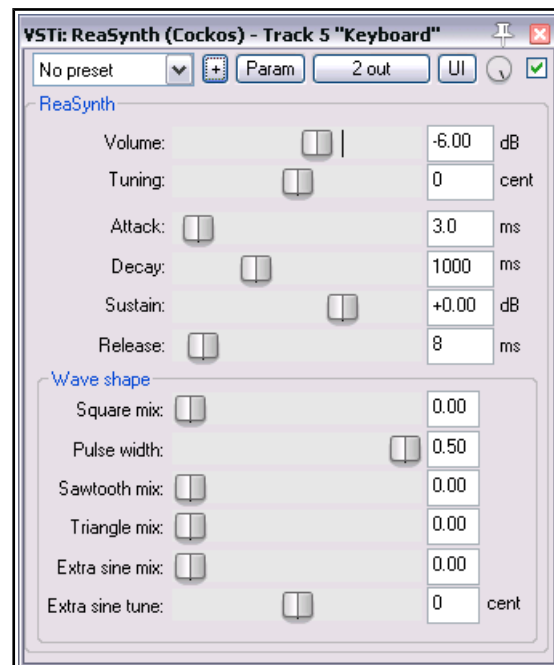 VSTi: ReaSynth (Cockos) - Track 5 "Keyboard"
No preset + Param 2 out UI
ReaSynth
Volume: -6.00 dB
Tuning: 0 cent
Attack: 3.0 ms
Decay: 1000 ms
Sustain: +0.00 dB
Release: 8 ms
Wave shape
Square mix: 0.00
Pulse width: 0.50
Sawtooth mix: 0.00
Triangle mix: 0.00
Extra sine mix: 0.00
Extra sine tune: 0 cent